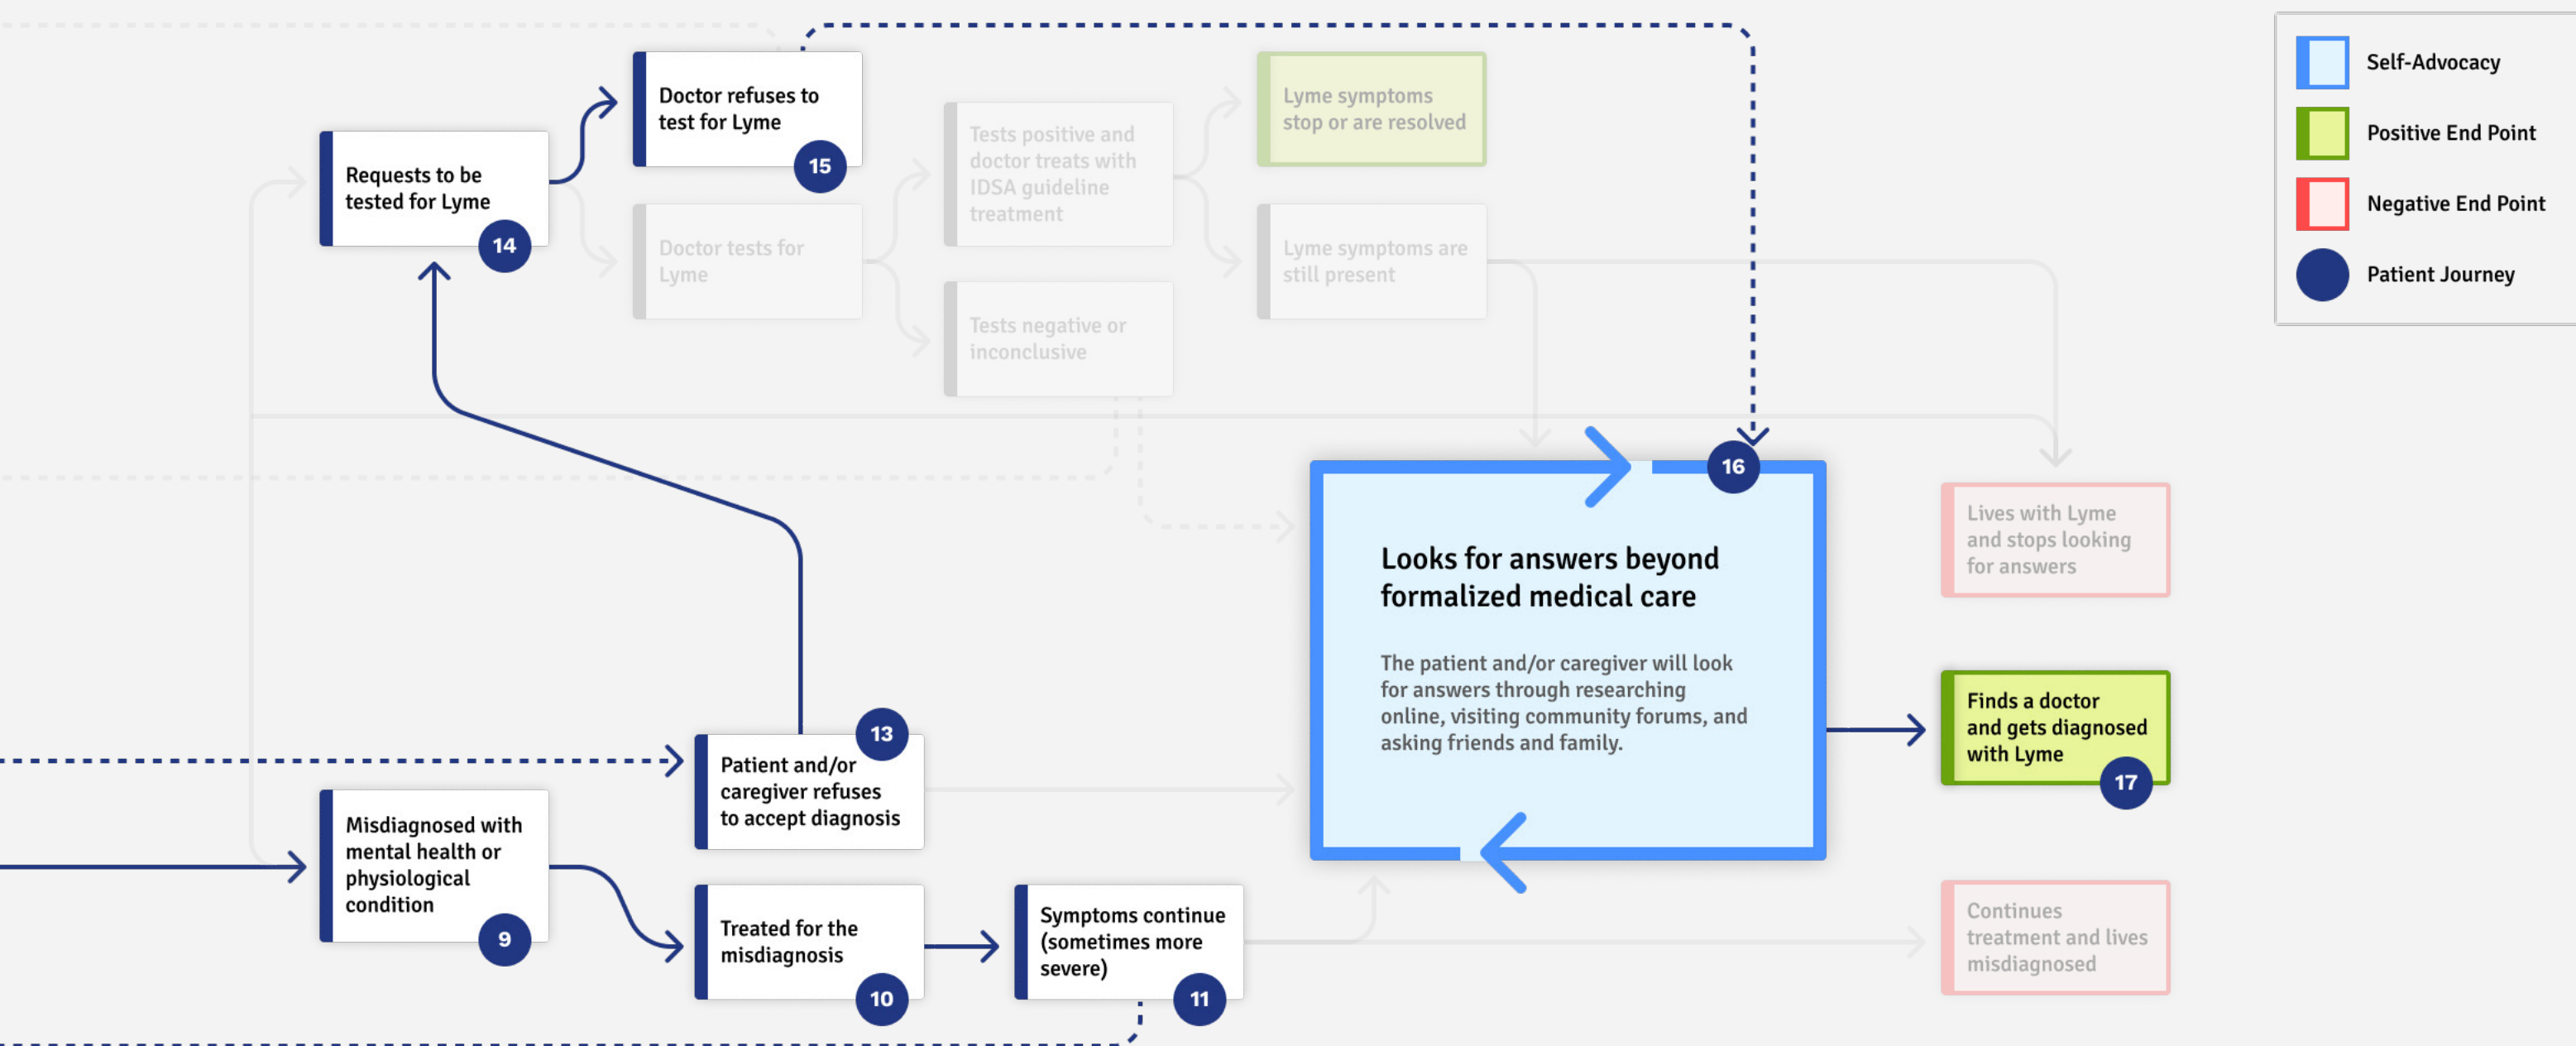 Doctor refuses to
test for Lyme
15
Requests to be
tested for Lyme
14
Doctor tests for
Lyme
Tests positive and
doctor treats with
IDSA guideline
treatment
Tests negative or
inconclusive
Lyme symptoms
stop or are resolved
Lyme symptoms are
still present
Self-Advocacy
Positive End Point
Negative End Point
Patient Journey
16
Looks for answers beyond
formalized medical care
The patient and/or caregiver will look
for answers through researching
online, visiting community forums, and
asking friends and family.
Lives with Lyme
and stops looking
for answers
Finds a doctor
and gets diagnosed
with Lyme
17
13
Patient and/or
caregiver refuses
to accept diagnosis
Misdiagnosed with
mental health or
physiological
condition
9
Treated for the
misdiagnosis
10
Symptoms continue
(sometimes more
severe)
11
Continues
treatment and lives
misdiagnosed